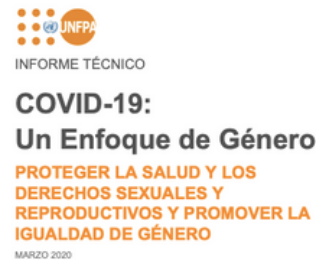 UNFPA
INFORME TÉCNICO
COVID-19:
Un Enfoque de Género
PROTEGER LA SALUD Y LOS
DERECHOS SEXUALES Y
REPRODUCTIVOS Y PROMOVER LA
IGUALDAD DE GÉNERO
MARZO 2020